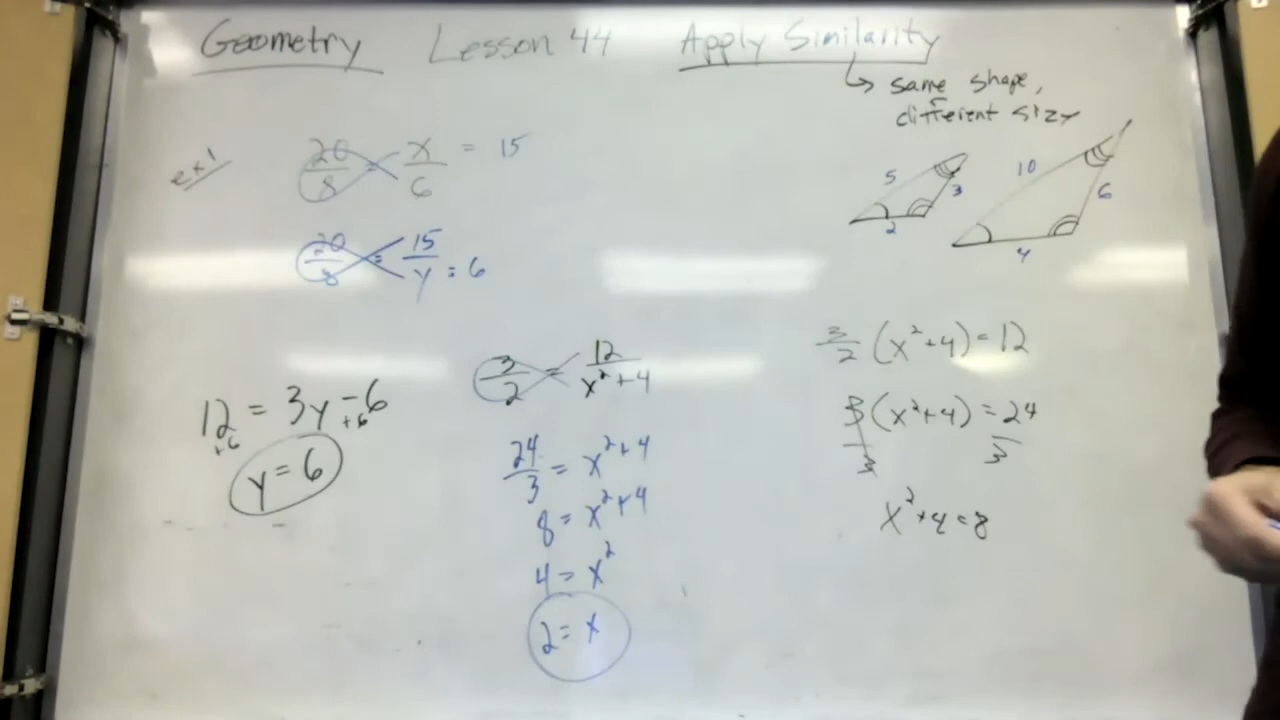 Geometry Lesson 44 Apply Similarity
↳ same shape,
different size
ex1
20/8 = x/6 = 15
20/8 = 15/y = 6
5 3 2
10 6 4
12 = 3y - 6
+6 +6
y = 6
3/2 = 12/x²+4
24/3 = x²+4
8 = x²+4
4 = x²
2 = x
3/2 (x²+4) = 12
3(x²+4) = 24
3 3
x²+4 = 8